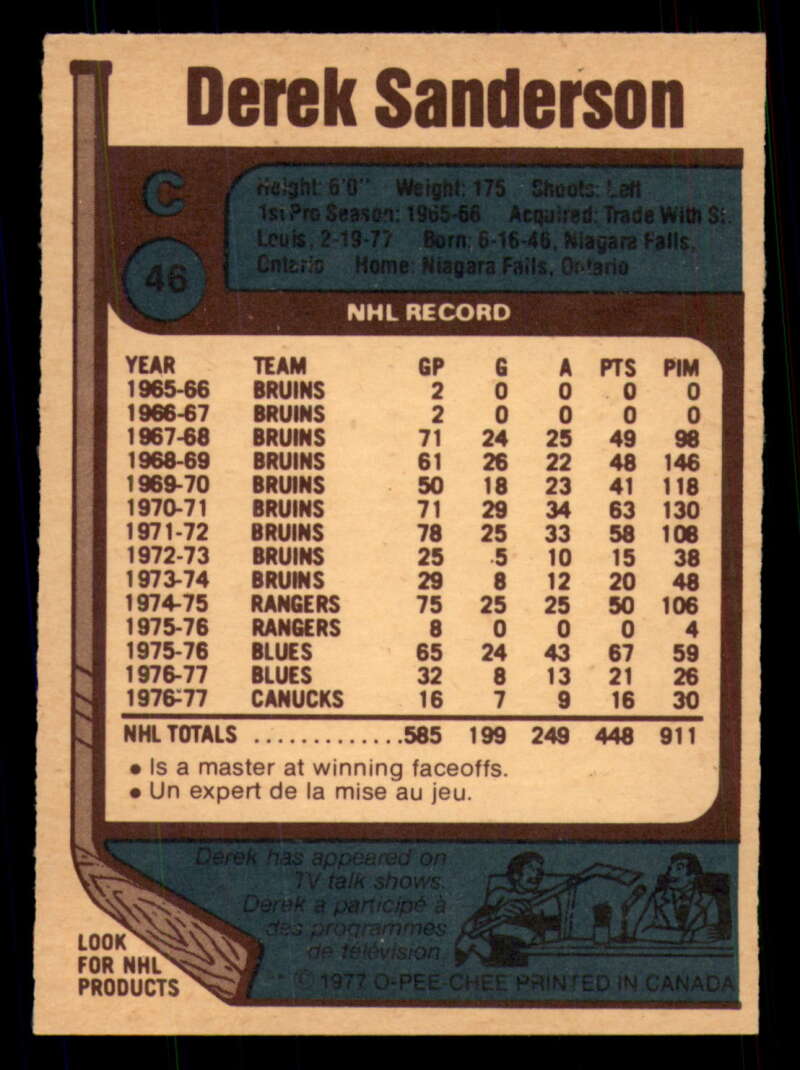 Derek Sanderson
C
46
Height: 6'0" Weight: 175 Shoots: Left
1st Pro Season: 1965-66 Acquired: Trade With St.
Louis, 2-19-77 Born: 6-16-46, Niagara Falls,
Ontario Home: Niagara Falls, Ontario
NHL RECORD
YEAR TEAM GP G A PTS PIM
1965-66 BRUINS 2 0 0 0 0
1966-67 BRUINS 2 0 0 0 0
1967-68 BRUINS 71 24 25 49 98
1968-69 BRUINS 61 26 22 48 146
1969-70 BRUINS 50 18 23 41 118
1970-71 BRUINS 71 29 34 63 130
1971-72 BRUINS 78 25 33 58 108
1972-73 BRUINS 25 5 10 15 38
1973-74 BRUINS 29 8 12 20 48
1974-75 RANGERS 75 25 25 50 106
1975-76 RANGERS 8 0 0 0 4
1975-76 BLUES 65 24 43 67 59
1976-77 BLUES 32 8 13 21 26
1976-77 CANUCKS 16 7 9 16 30
NHL TOTALS .............585 199 249 448 911
• Is a master at winning faceoffs.
• Un expert de la mise au jeu.
Derek has appeared on
TV talk shows.
Derek a participé à
des programmes
de télévision.
LOOK
FOR NHL
PRODUCTS
© 1977 O-PEE-CHEE PRINTED IN CANADA